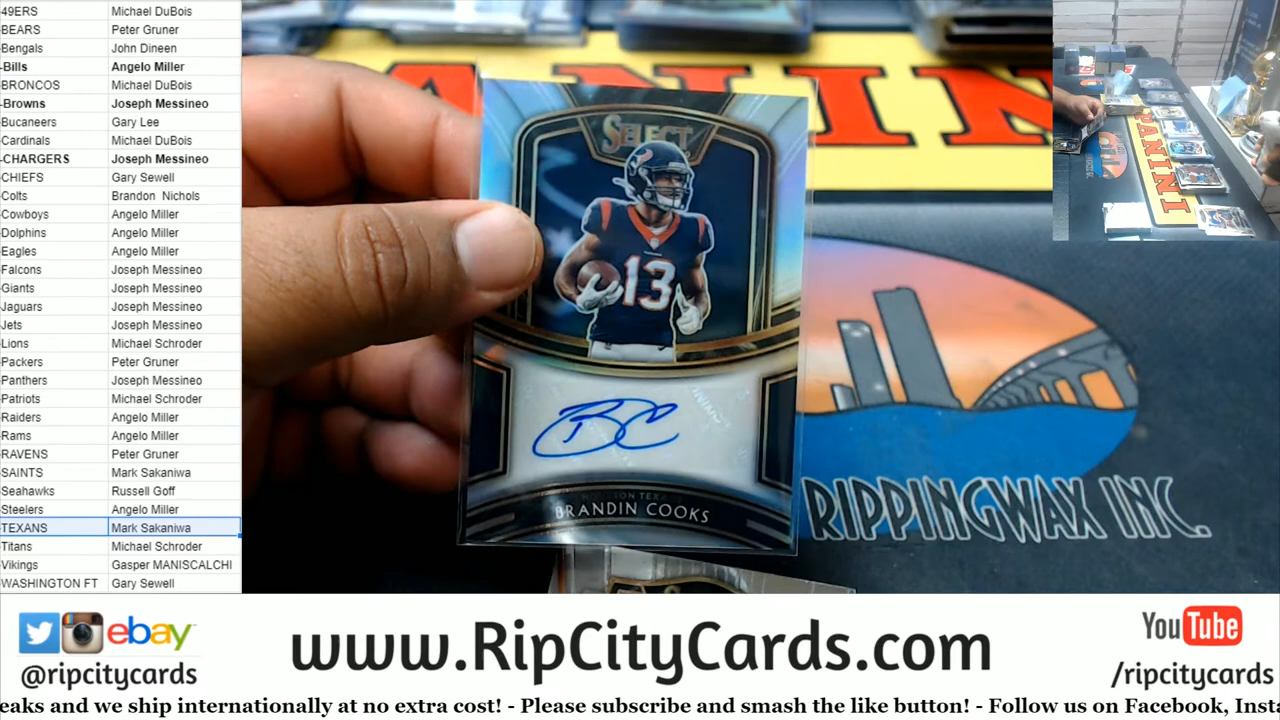 49ERS Michael DuBois
BEARS Peter Gruner
Bengals John Dineen
-Bills Angelo Miller
BRONCOS Michael DuBois
-Browns Joseph Messineo
Bucaneers Gary Lee
Cardinals Michael DuBois
-CHARGERS Joseph Messineo
CHIEFS Gary Sewell
Colts Brandon Nichols
Cowboys Angelo Miller
Dolphins Angelo Miller
Eagles Angelo Miller
Falcons Joseph Messineo
Giants Joseph Messineo
Jaguars Joseph Messineo
Jets Joseph Messineo
Lions Michael Schroder
Packers Peter Gruner
Panthers Joseph Messineo
Patriots Michael Schroder
Raiders Angelo Miller
Rams Angelo Miller
RAVENS Peter Gruner
SAINTS Mark Sakaniwa
Seahawks Russell Goff
Steelers Angelo Miller
TEXANS Mark Sakaniwa
Titans Michael Schroder
Vikings Gasper MANISCALCHI
WASHINGTON FT Gary Sewell
PANINI
SELECT
13
BRANDIN COOKS
RIPPINGWAX INC.
PANINI
ebay
@ripcitycards
www.RipCityCards.com
YouTube
/ripcitycards
eaks and we ship internationally at no extra cost! - Please subscribe and smash the like button! - Follow us on Facebook, Insta